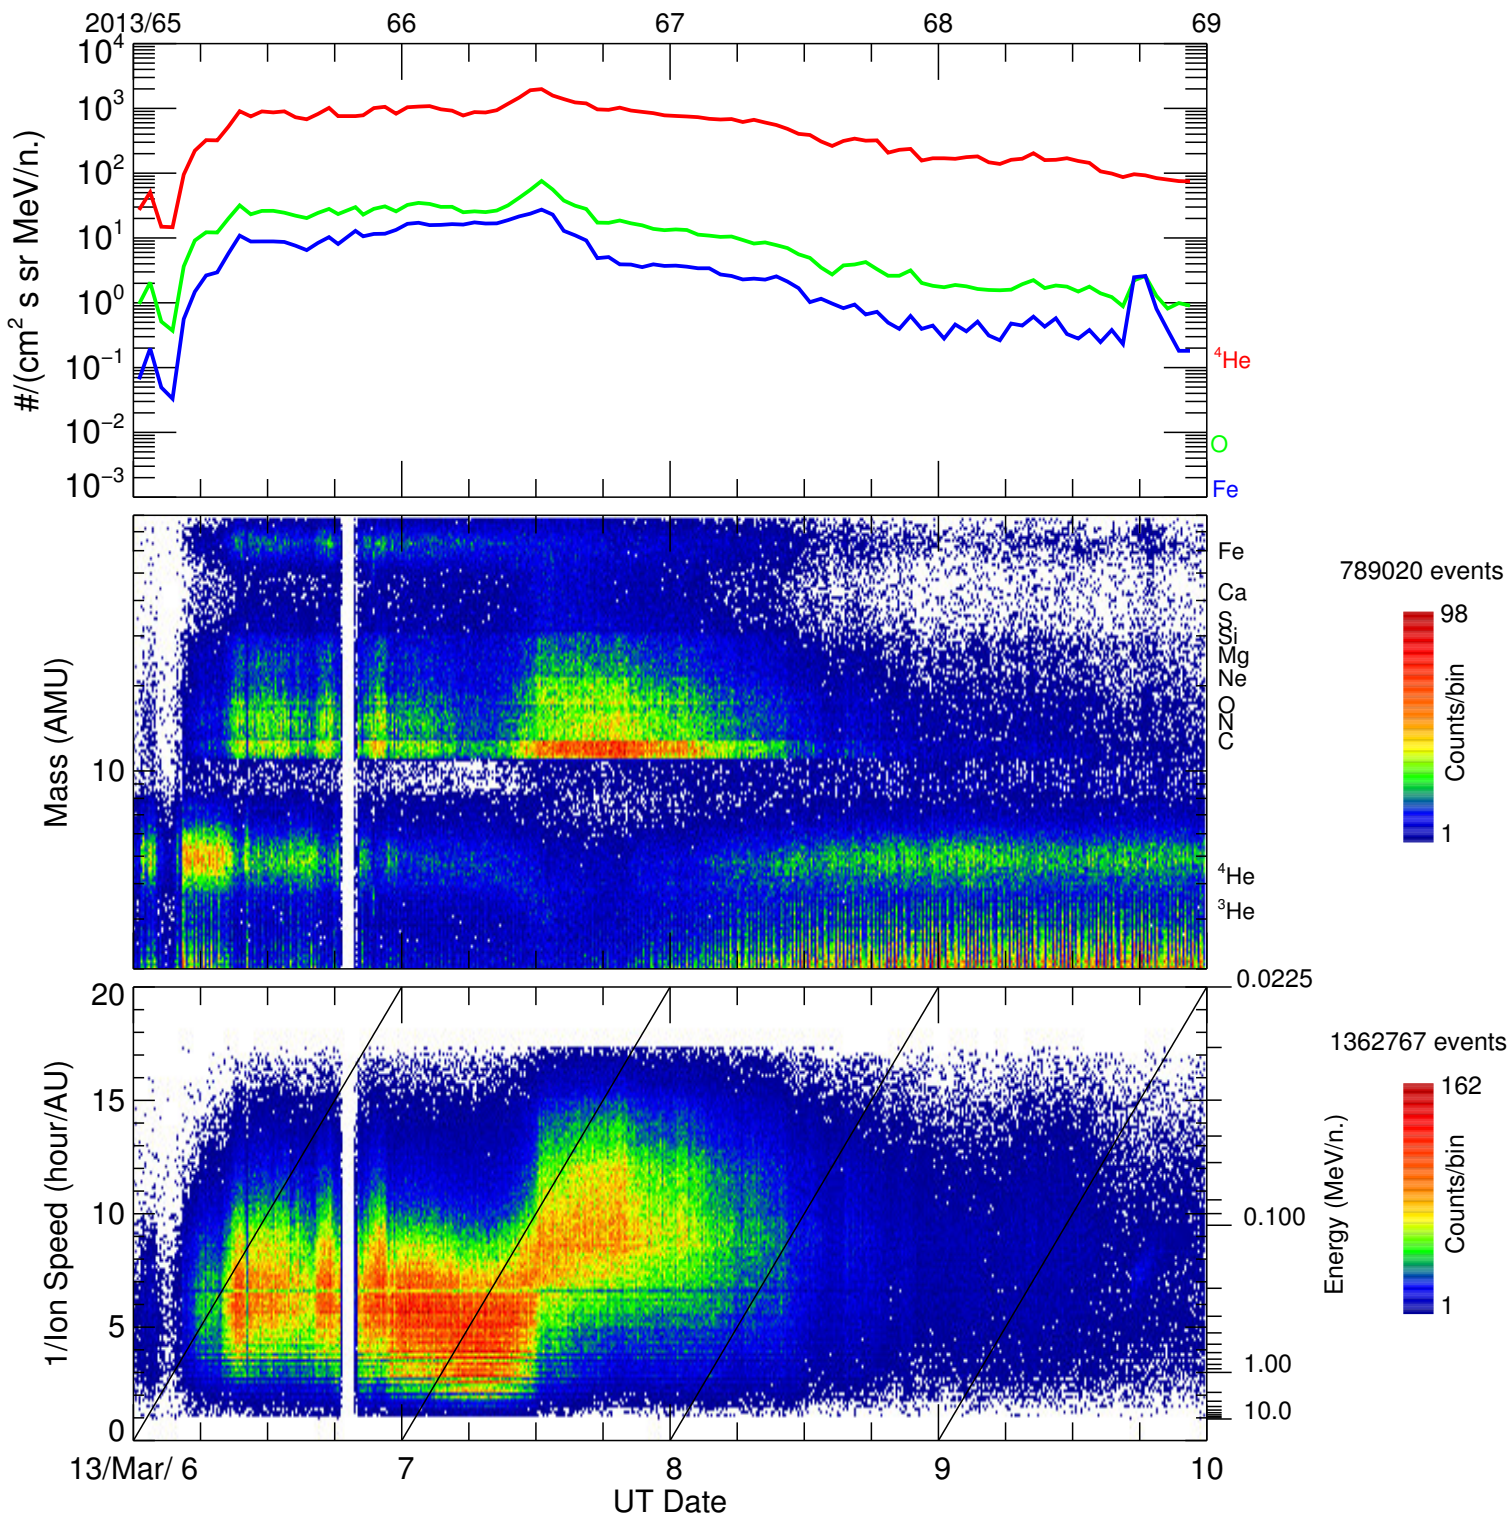 2013/65 66 67 68 69
10^4
10^3
10^2
10^1
10^0
10^−1
10^−2
10^−3
#/(cm^2 s sr MeV/n.)
^4He
O
Fe
Mass (AMU)
10
Fe
Ca
S
Si
Mg
Ne
O
N
C
^4He
^3He
789020 events
98
Counts/bin
1
20
15
10
5
0
1/Ion Speed (hour/AU)
0.0225
0.100
1.00
10.0
Energy (MeV/n.)
1362767 events
162
Counts/bin
1
13/Mar/ 6 7 8 9 10
UT Date